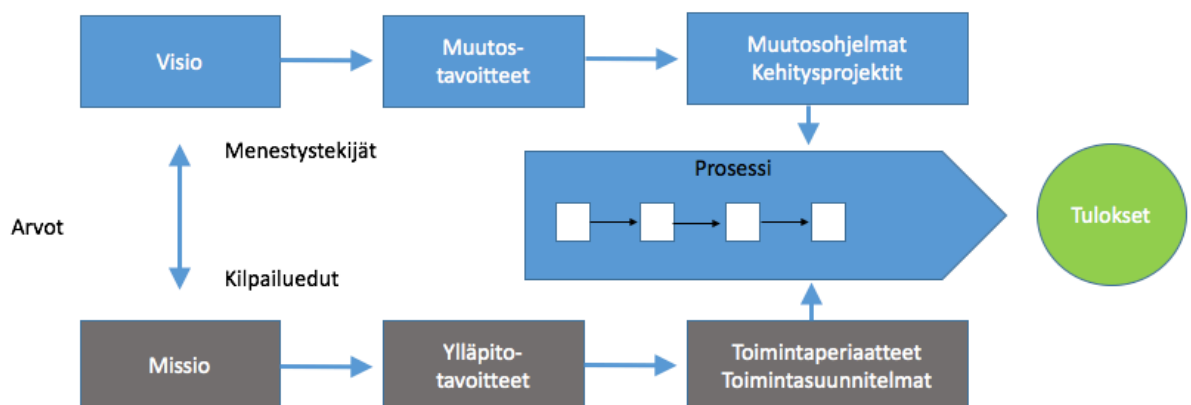 Visio
Muutos-
tavoitteet
Muutosohjelmat
Kehitysprojektit
Menestystekijät
Arvot
Kilpailuedut
Prosessi
Tulokset
Missio
Ylläpito-
tavoitteet
Toimintaperiaatteet
Toimintasuunnitelmat